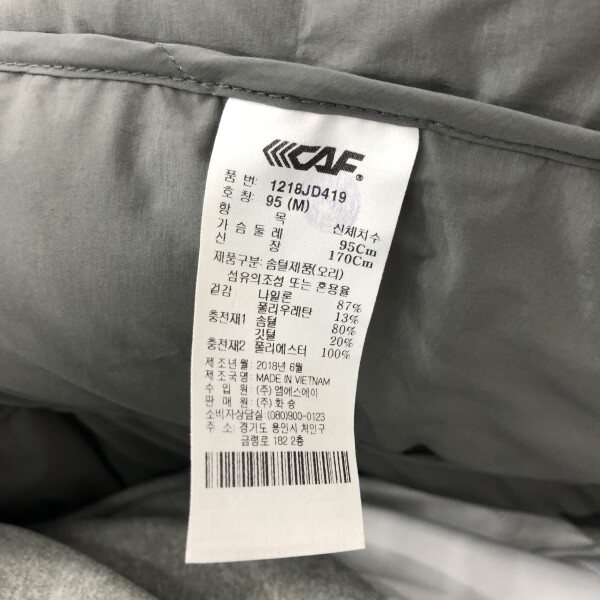 CAF®
품 번: 1218JD419
호 칭: 95 (M)
항 목 신체치수
가 슴 둘 레 95Cm
신 장 170Cm
제품구분: 솜털제품(오리)
섬유의조성 또는 혼용율
겉감 나일론 87%
폴리우레탄 13%
충전재1 솜털 80%
깃털 20%
충전재2 폴리에스터 100%
제 조 년 월: 2018년 6월
제 조 국 명: MADE IN VIETNAM
수 입 원: (주) 엠에스에이
판 매 원: (주) 화 승
소비자상담실 (080)900-0123
주 소: 경기도 용인시 처인구
금령로 182 2층